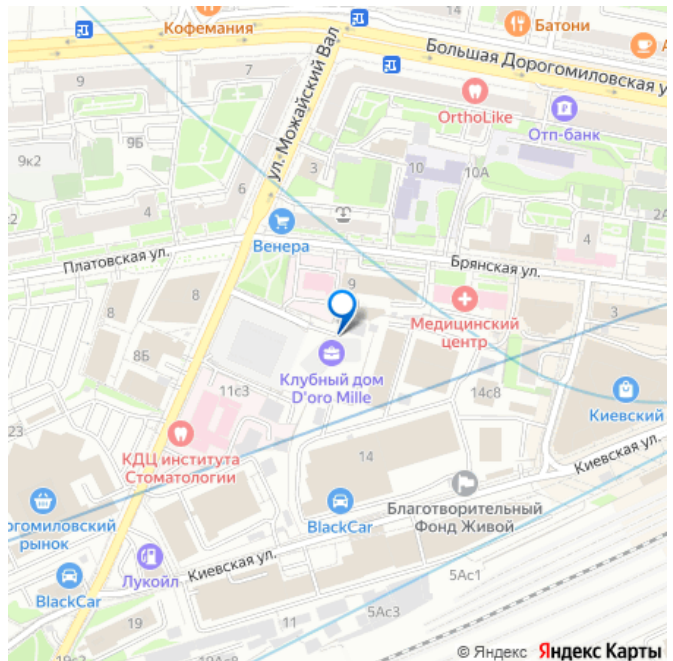 Кофемания
Батони
Большая Дорогомиловская у
9
7
ул. Можайский Вал
OrthoLike
Отп-банк
9Б
9к2
3
10
10А
6
4
2А
Венера
4
Платовская ул.
Брянская ул.
9
8
8
3
Медицинский
центр
8Б
Клубный дом
D'oro Mille
11с3
14с8
Киевский
23
КДЦ института
Стоматологии
14
Киевская ул.
огомиловский
рынок
BlackCar
Благотворительный
Фонд Живой
Лукойл
Киевская ул.
5Ас1
BlackCar
5Ас3
19
11
© Яндекс Яндекс Карты